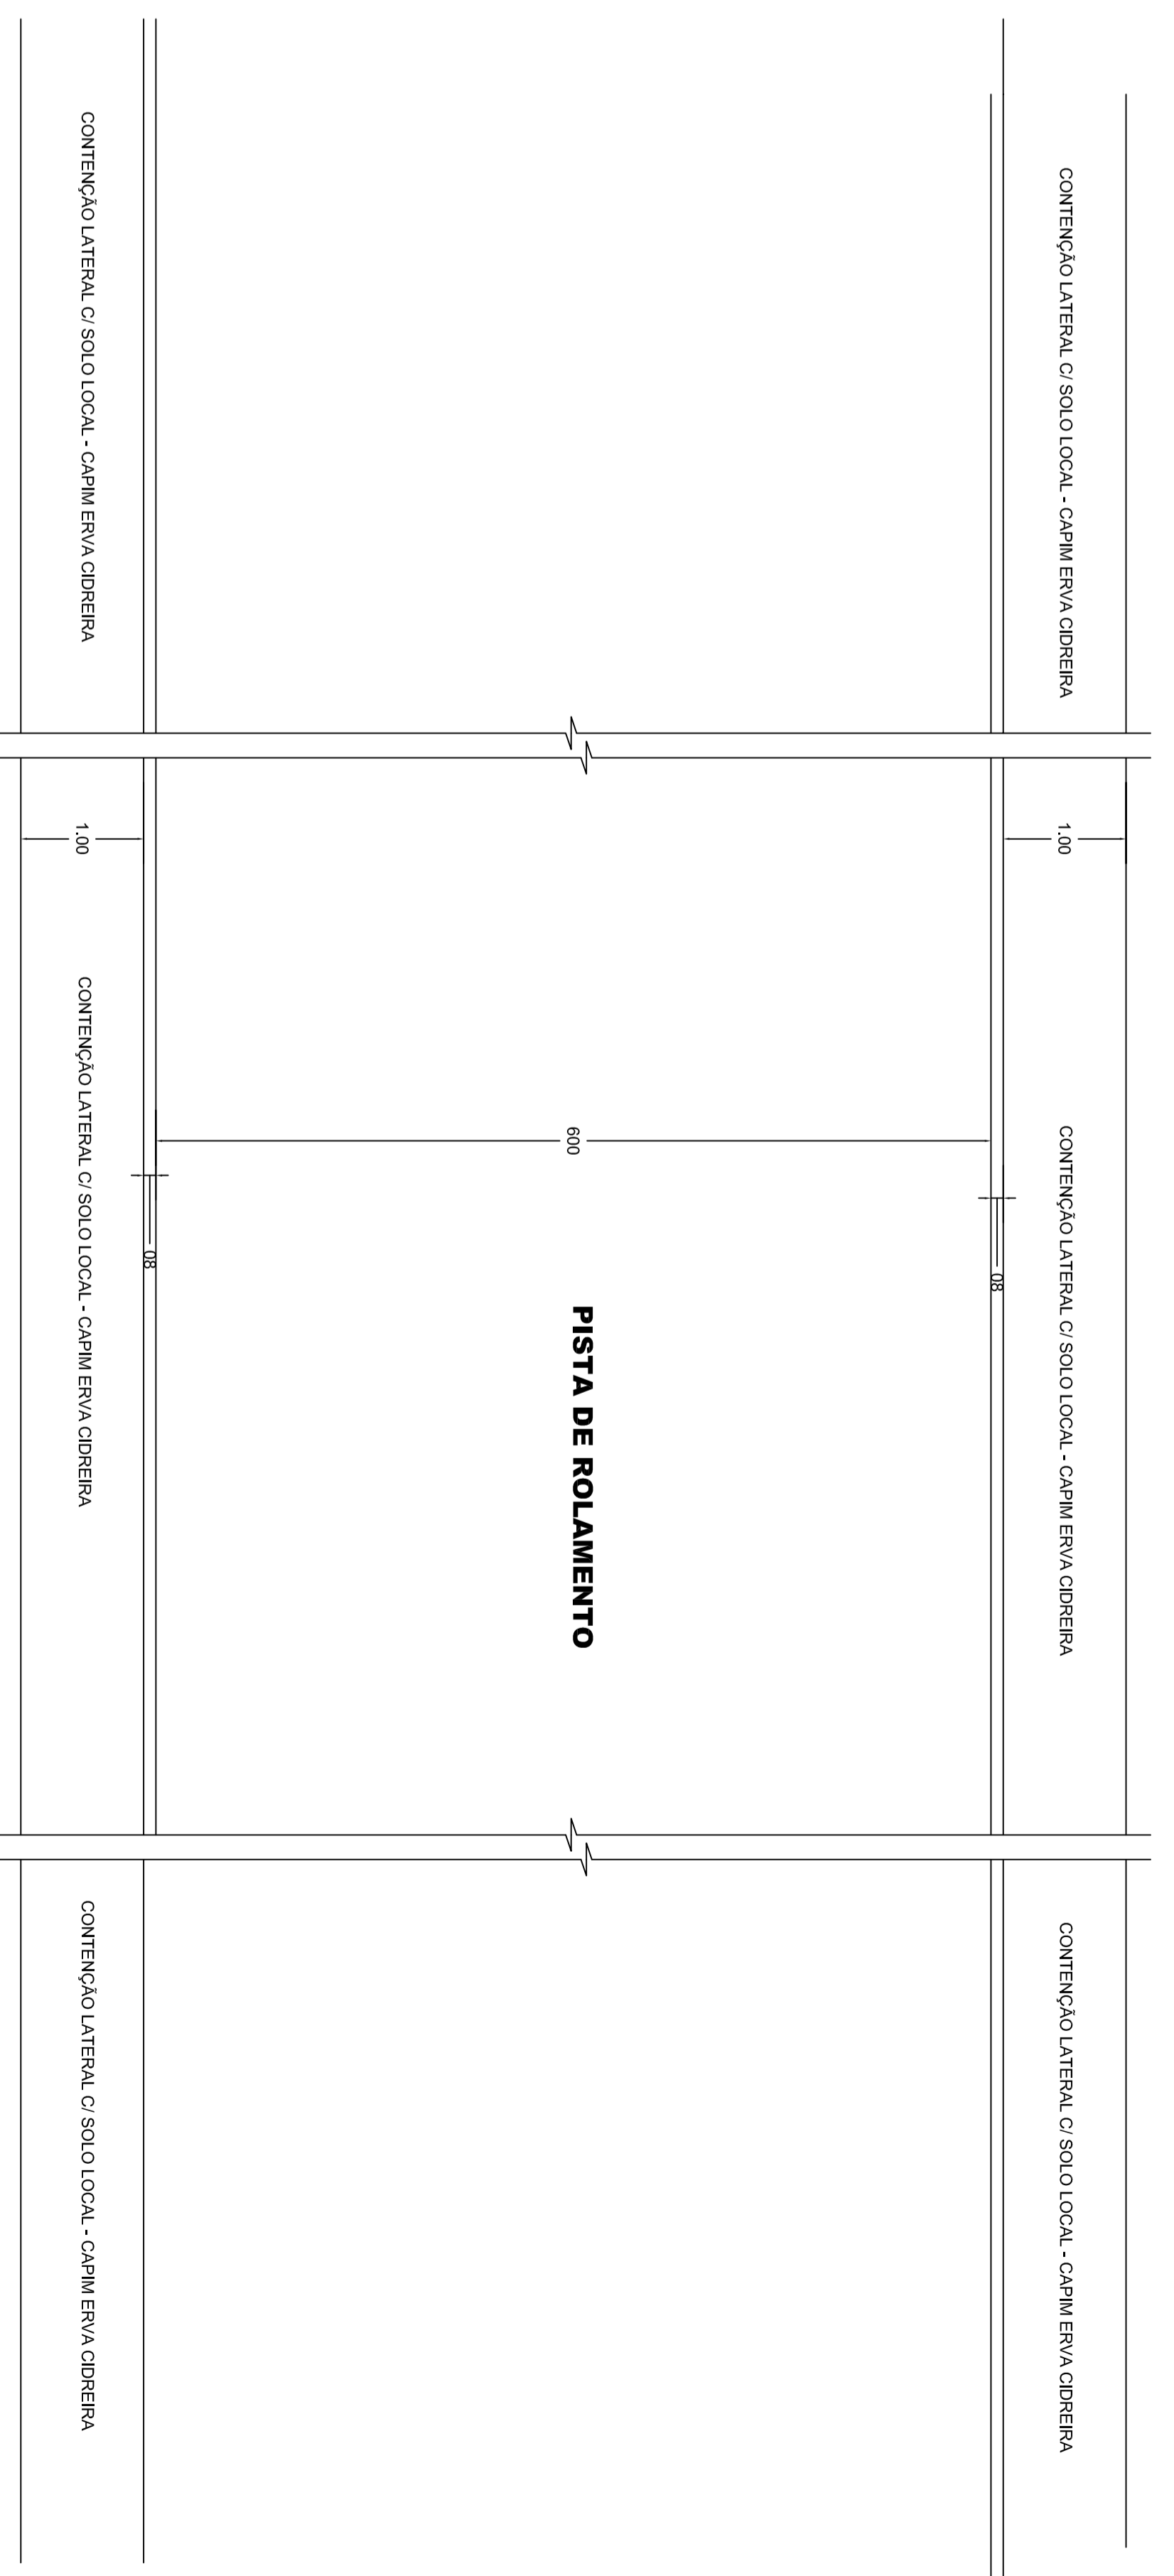 CONTENÇÃO LATERAL C/ SOLO LOCAL - CAPIM ERVA CIDREIRA
1.00
CONTENÇÃO LATERAL C/ SOLO LOCAL - CAPIM ERVA CIDREIRA
CONTENÇÃO LATERAL C/ SOLO LOCAL - CAPIM ERVA CIDREIRA
08
600
PISTA DE ROLAMENTO
08
CONTENÇÃO LATERAL C/ SOLO LOCAL - CAPIM ERVA CIDREIRA
1.00
CONTENÇÃO LATERAL C/ SOLO LOCAL - CAPIM ERVA CIDREIRA
CONTENÇÃO LATERAL C/ SOLO LOCAL - CAPIM ERVA CIDREIRA